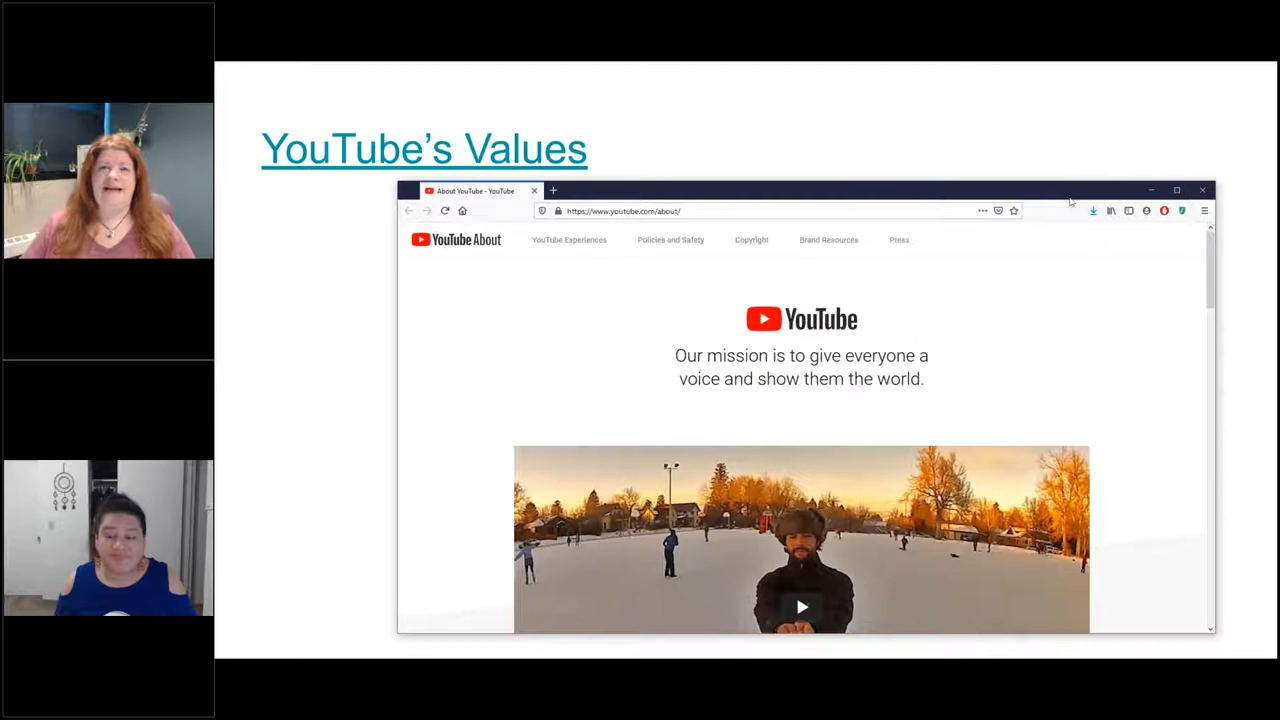 YouTube’s Values
About YouTube - YouTube
https://www.youtube.com/about/
YouTube About
YouTube Experiences
Policies and Safety
Copyright
Brand Resources
Press
YouTube
Our mission is to give everyone a
voice and show them the world.